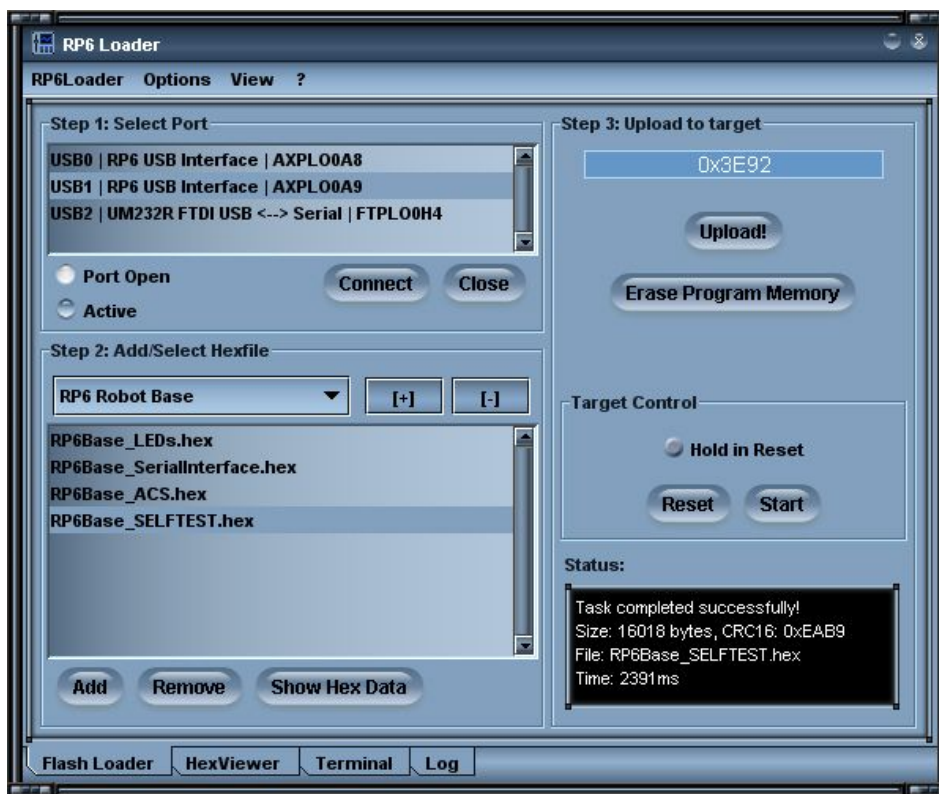 RP6 Loader
RP6Loader Options View ?
Step 1: Select Port
USB0 | RP6 USB Interface | AXPLO0A8
USB1 | RP6 USB Interface | AXPLO0A9
USB2 | UM232R FTDI USB <--> Serial | FTPLO0H4
Port Open
Active
Connect Close
Step 2: Add/Select Hexfile
RP6 Robot Base
[+] [-]
RP6Base_LEDs.hex
RP6Base_SerialInterface.hex
RP6Base_ACS.hex
RP6Base_SELFTEST.hex
Add Remove Show Hex Data
Step 3: Upload to target
0x3E92
Upload!
Erase Program Memory
Target Control
Hold in Reset
Reset Start
Status:
Task completed successfully!
Size: 16018 bytes, CRC16: 0xEAB9
File: RP6Base_SELFTEST.hex
Time: 2391ms
Flash Loader HexViewer Terminal Log